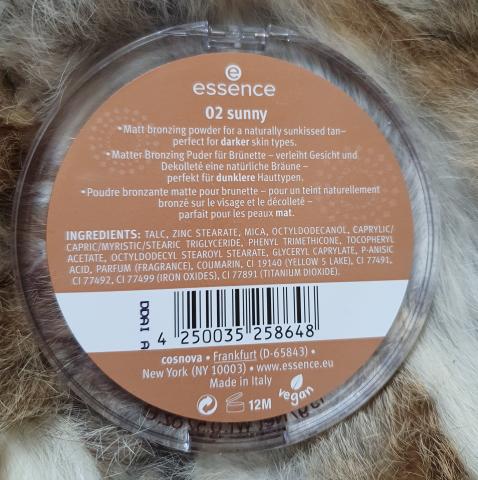 essence
02 sunny
•Matt bronzing powder for a naturally sunkissed tan–
perfect for darker skin types.
•Matter Bronzing Puder für Brünette – verleiht Gesicht und
Dekolleté eine natürliche Bräune –
perfekt für dunklere Hauttypen.
•Poudre bronzante matte pour brunette – pour un teint naturellement
bronzé sur le visage et le décolleté –
parfait pour les peaux mat.
INGREDIENTS: TALC, ZINC STEARATE, MICA, OCTYLDODECANOL, CAPRYLIC/
CAPRIC/MYRISTIC/STEARIC TRIGLYCERIDE, PHENYL TRIMETHICONE, TOCOPHERYL
ACETATE, OCTYLDODECYL STEAROYL STEARATE, GLYCERYL CAPRYLATE, P-ANISIC
ACID, PARFUM (FRAGRANCE), COUMARIN, CI 19140 (YELLOW 5 LAKE), CI 77491,
CI 77492, CI 77499 (IRON OXIDES), CI 77891 (TITANIUM DIOXIDE).
DDAI A
4 250035 258648
cosnova • Frankfurt (D-65843) •
New York (NY 10003) • www.essence.eu
Made in Italy
vegan
12M